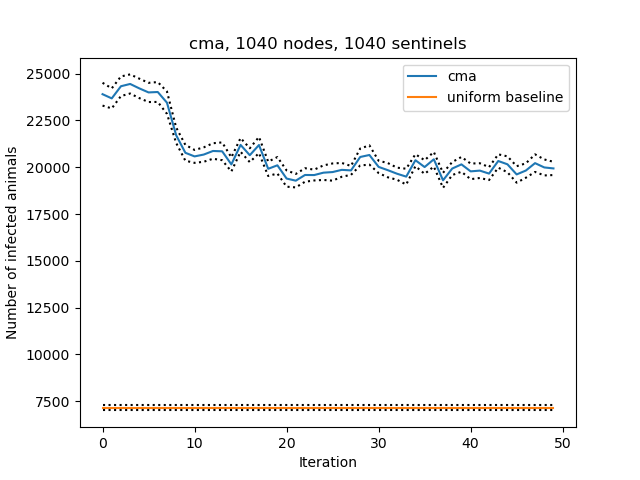 cma, 1040 nodes, 1040 sentinels
cma
uniform baseline
Number of infected animals
25000
22500
20000
17500
15000
12500
10000
7500
0 10 20 30 40 50
Iteration